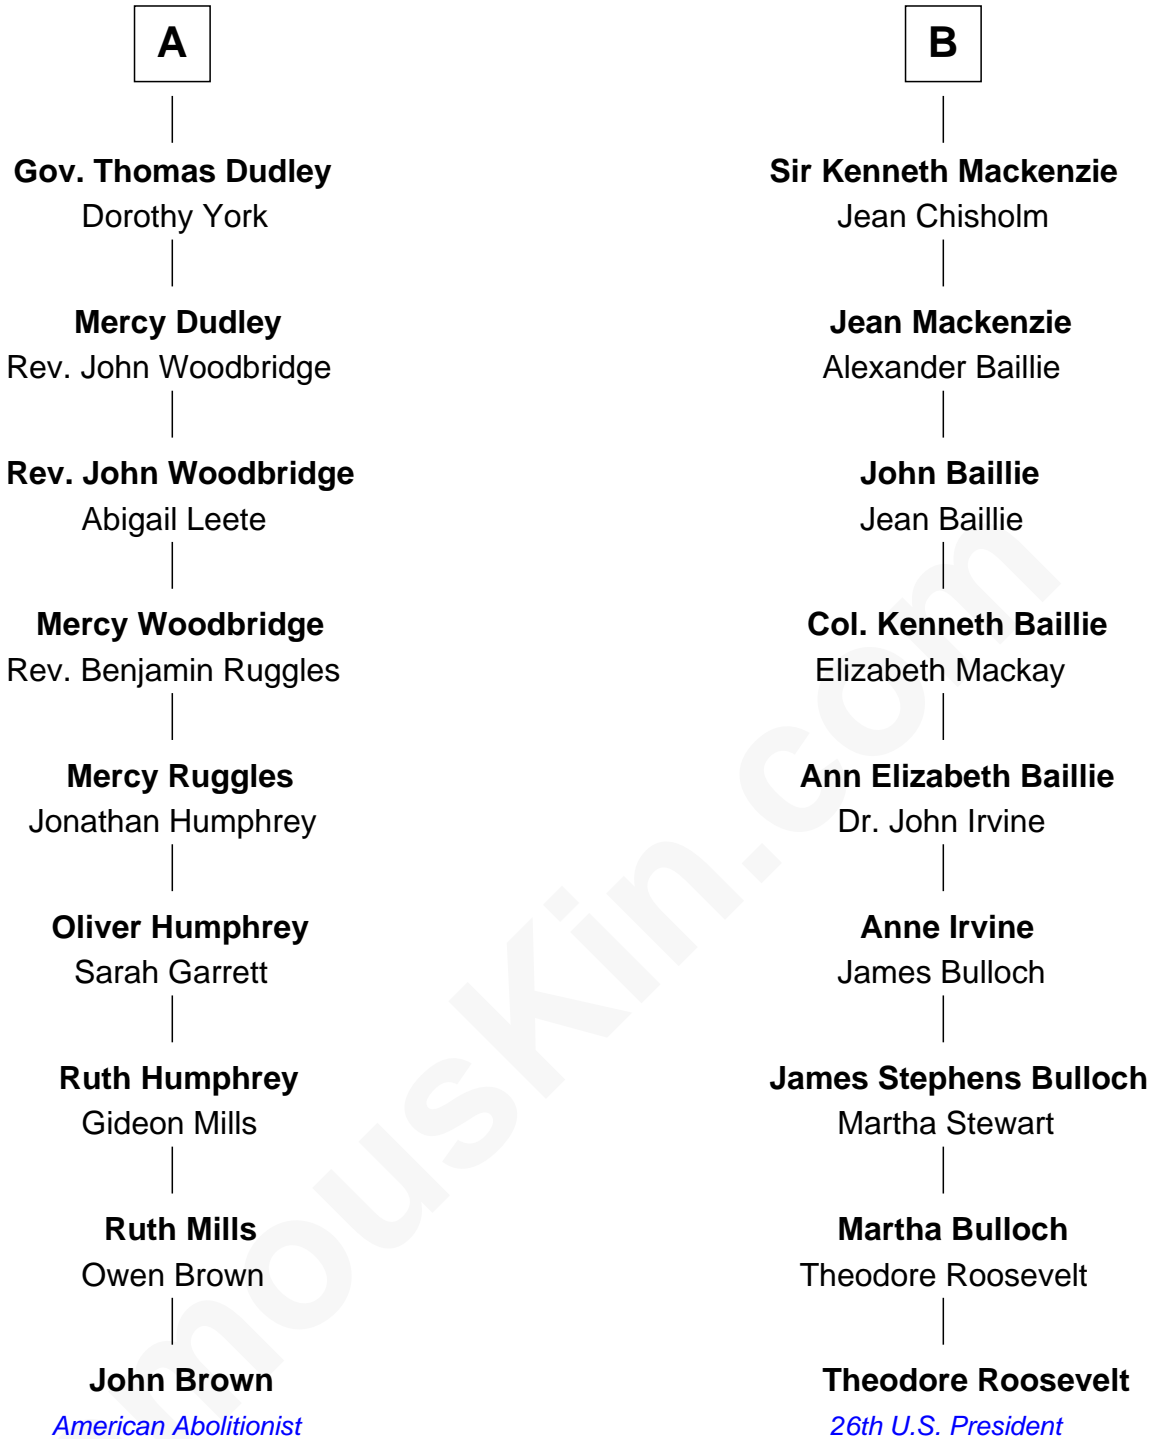 A
Gov. Thomas Dudley
Dorothy York
Mercy Dudley
Rev. John Woodbridge
Rev. John Woodbridge
Abigail Leete
Mercy Woodbridge
Rev. Benjamin Ruggles
Mercy Ruggles
Jonathan Humphrey
Oliver Humphrey
Sarah Garrett
Ruth Humphrey
Gideon Mills
Ruth Mills
Owen Brown
John Brown
American Abolitionist
B
Sir Kenneth Mackenzie
Jean Chisholm
Jean Mackenzie
Alexander Baillie
John Baillie
Jean Baillie
Col. Kenneth Baillie
Elizabeth Mackay
Ann Elizabeth Baillie
Dr. John Irvine
Anne Irvine
James Bulloch
James Stephens Bulloch
Martha Stewart
Martha Bulloch
Theodore Roosevelt
Theodore Roosevelt
26th U.S. President
mousKin.com